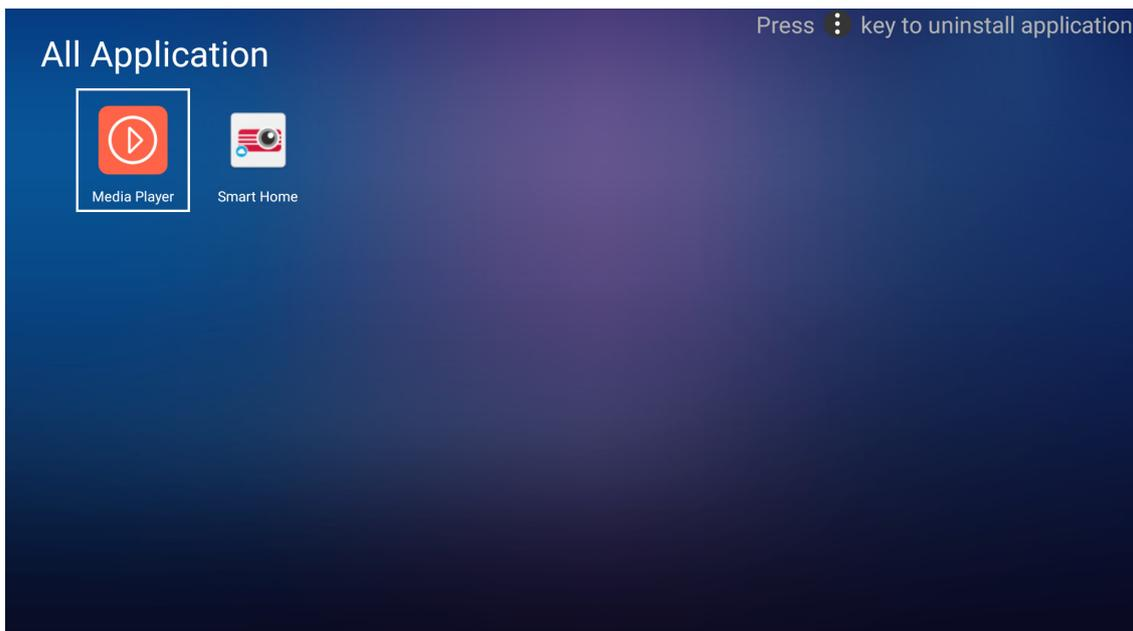 Press key to uninstall application
All Application
Media Player
Smart Home